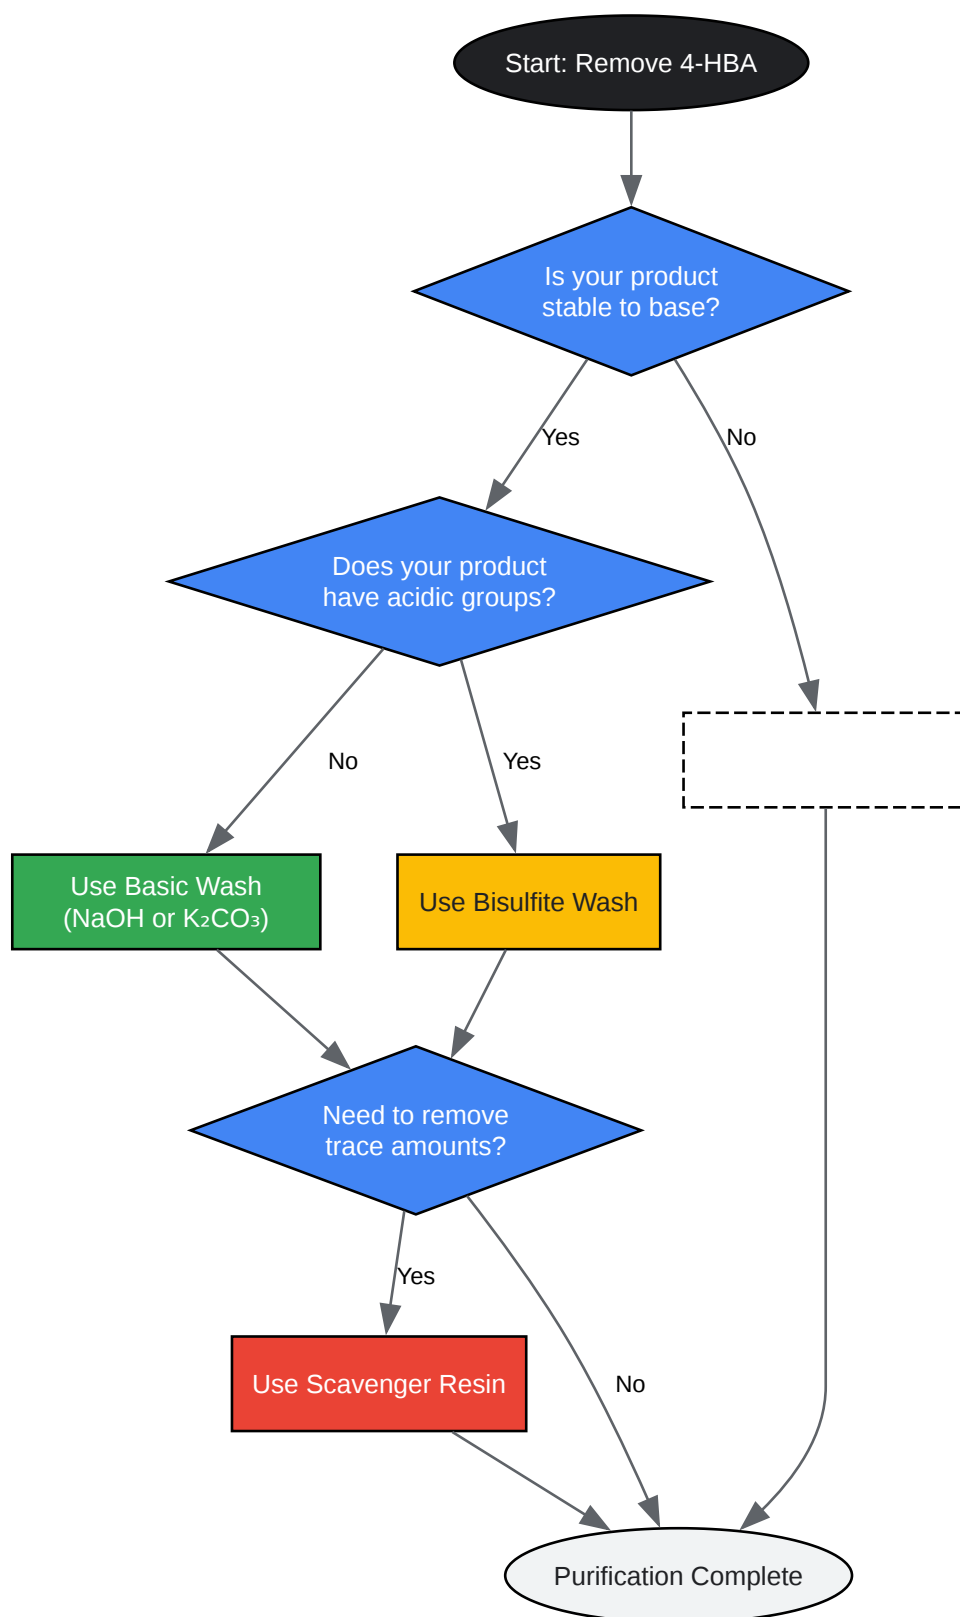 Start: Remove 4-HBA
Is your product
stable to base?
Yes
No
Does your product
have acidic groups?
No
Yes
Use Basic Wash
(NaOH or K₂CO₃)
Use Bisulfite Wash
Need to remove
trace amounts?
Yes
Use Scavenger Resin
No
Purification Complete